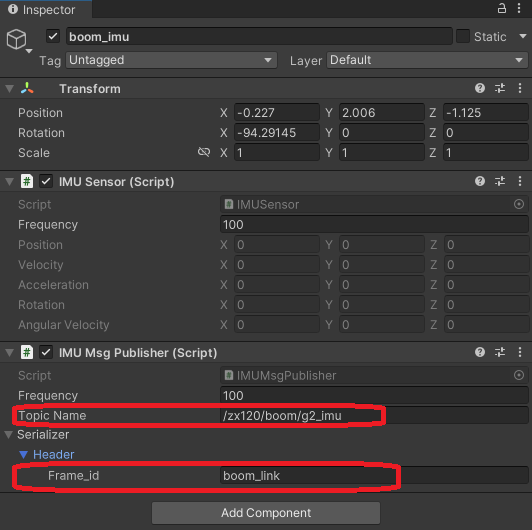 Inspector
boom_imu Static
Tag Untagged Layer Default
Transform
Position X -0.227 Y 2.006 Z -1.125
Rotation X -94.29145 Y 0 Z 0
Scale X 1 Y 1 Z 1
# IMU Sensor (Script)
Script # IMUSensor
Frequency 100
Position X 0 Y 0 Z 0
Velocity X 0 Y 0 Z 0
Acceleration X 0 Y 0 Z 0
Rotation X 0 Y 0 Z 0
Angular Velocity X 0 Y 0 Z 0
# IMU Msg Publisher (Script)
Script # IMUMsgPublisher
Frequency 100
Topic Name /zx120/boom/g2_imu
Serializer
Header
Frame_id boom_link
Add Component